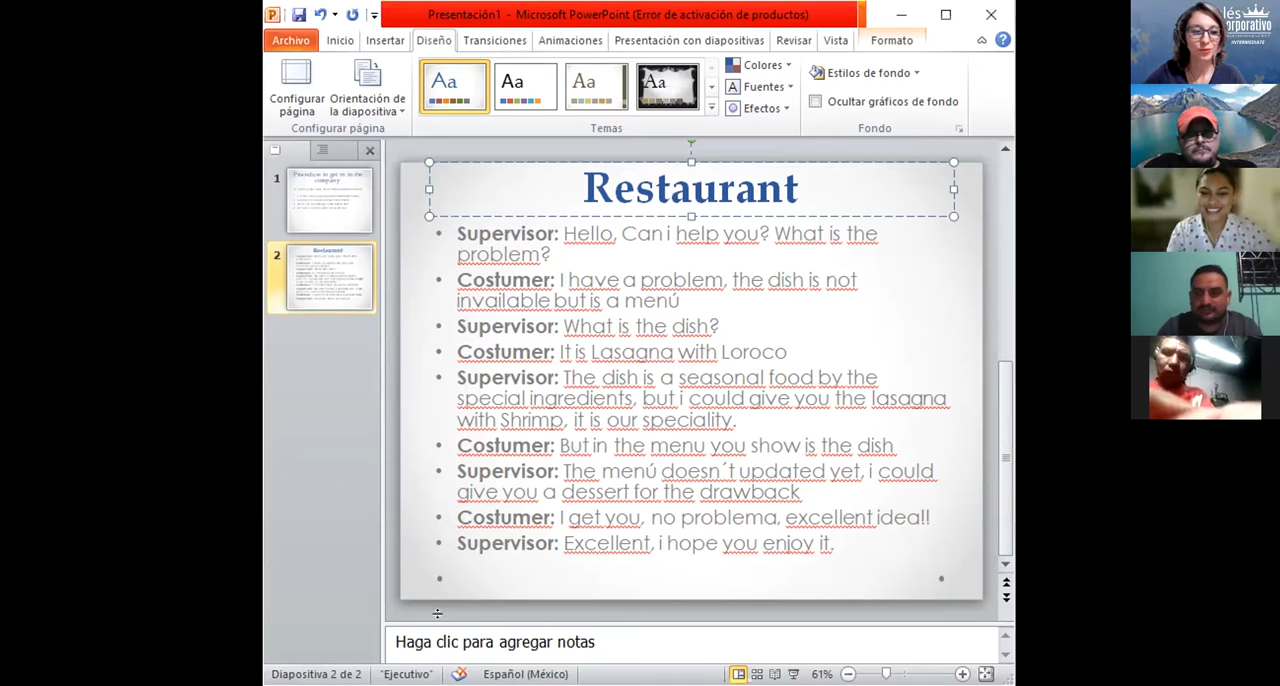 Presentación1 - Microsoft PowerPoint (Error de activación de productos)
Archivo Inicio Insertar Diseño Transiciones Animaciones Presentación con diapositivas Revisar Vista Formato
Configurar página
Orientación de la diapositiva
Configurar página
Aa Aa Aa Aa
Temas
Colores
Fuentes
Efectos
Estilos de fondo
Ocultar gráficos de fondo
Fondo
1
2
Restaurant
• Supervisor: Hello, Can i help you? What is the
problem?
• Costumer: I have a problem, the dish is not
invailable but is a menú
• Supervisor: What is the dish?
• Costumer: It is Lasagna with Loroco
• Supervisor: The dish is a seasonal food by the
special ingredients, but i could give you the lasagna
with Shrimp, it is our speciality.
• Costumer: But in the menu you show is the dish
• Supervisor: The menú doesn´t updated yet, i could
give you a dessert for the drawback
• Costumer: I get you, no problema, excellent idea!!
• Supervisor: Excellent, i hope you enjoy it.
Haga clic para agregar notas
Diapositiva 2 de 2 "Ejecutivo" Español (México) 61%
lés
orporativo
INTERMEDIATE